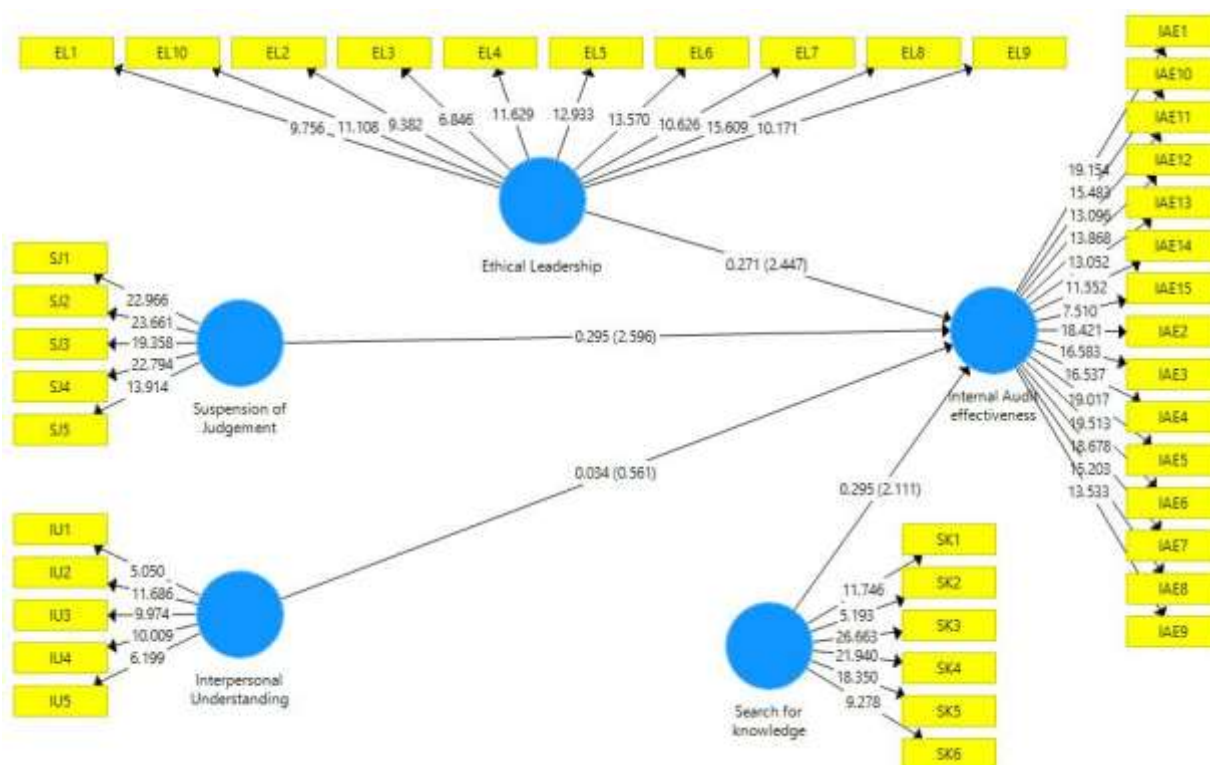 EL1
EL10
EL2
EL3
EL4
EL5
EL6
EL7
EL8
EL9
9.756
11.108
9.382
6.846
11.629
12.933
13.570
10.626
15.609
10.171
Ethical Leadership
0.271 (2.447)
SJ1
SJ2
SJ3
SJ4
SJ5
22.966
23.661
19.358
22.794
13.914
Suspension of
Judgement
0.295 (2.596)
IU1
IU2
IU3
IU4
IU5
5.050
11.686
9.974
10.009
6.199
Interpersonal
Understanding
0.034 (0.561)
SK1
SK2
SK3
SK4
SK5
SK6
11.746
5.193
26.663
21.940
18.350
9.278
Search for
knowledge
0.295 (2.111)
Internal Audit
effectiveness
19.154
15.483
13.096
13.868
13.052
11.552
7.510
18.421
16.583
16.537
19.017
19.513
18.678
15.203
13.533
IAE1
IAE10
IAE11
IAE12
IAE13
IAE14
IAE15
IAE2
IAE3
IAE4
IAE5
IAE6
IAE7
IAE8
IAE9